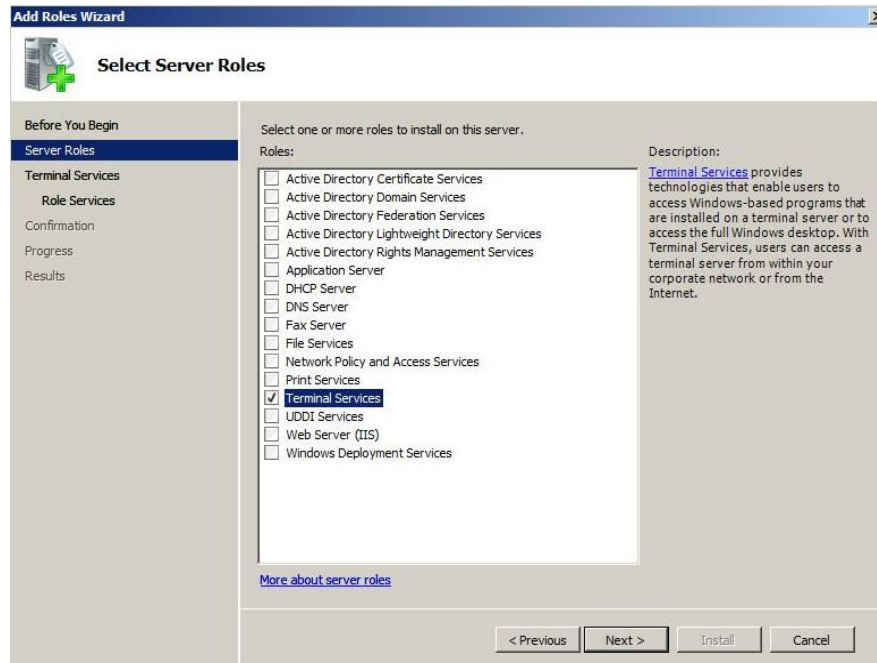 Add Roles Wizard
Select Server Roles
Before You Begin
Server Roles
Terminal Services
Role Services
Confirmation
Progress
Results
Select one or more roles to install on this server.
Roles:
Active Directory Certificate Services
Active Directory Domain Services
Active Directory Federation Services
Active Directory Lightweight Directory Services
Active Directory Rights Management Services
Application Server
DHCP Server
DNS Server
Fax Server
File Services
Network Policy and Access Services
Print Services
Terminal Services
UDDI Services
Web Server (IIS)
Windows Deployment Services
More about server roles
Description:
Terminal Services provides
technologies that enable users to
access Windows-based programs that
are installed on a terminal server or to
access the full Windows desktop. With
Terminal Services, users can access a
terminal server from within your
corporate network or from the
Internet.
< Previous
Next >
Install
Cancel